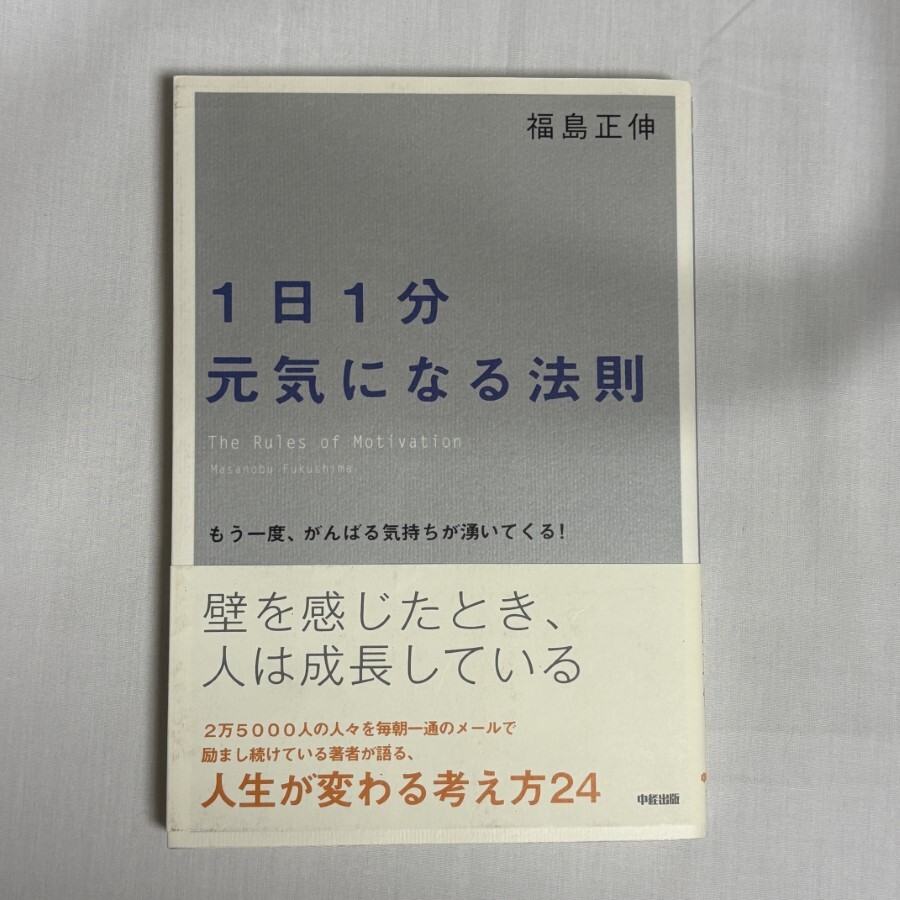 福島正伸
1日1分
元気になる法則
The Rules of Motivation
Masanobu Fukushima
もう一度、がんばる気持ちが湧いてくる!
壁を感じたとき、
人は成長している
2万5000人の人々を毎朝一通のメールで
励まし続けている著者が語る、
人生が変わる考え方24
中経出版